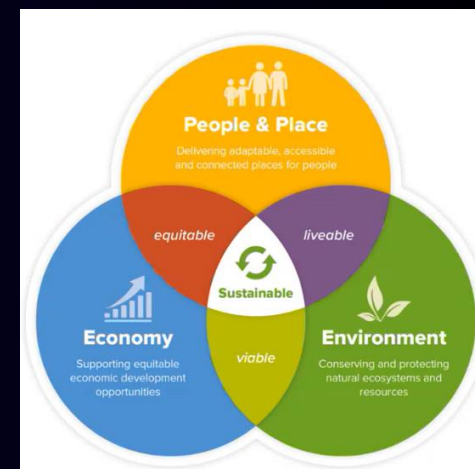 People & Place
Delivering adaptable, accessible
and connected places for people
equitable
liveable
Sustainable
Economy
Supporting equitable
economic development
opportunities
Environment
Conserving and protecting
natural ecosystems and
resources
viable